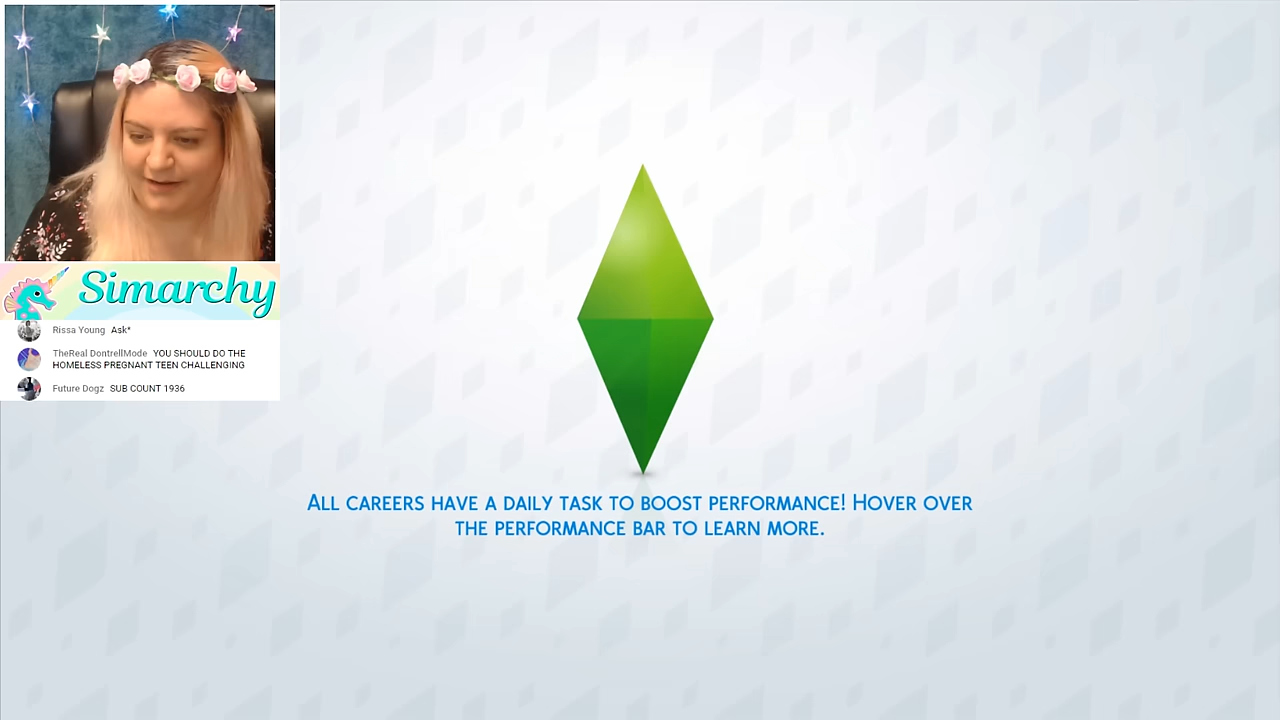 Simarchy
Rissa Young Ask*
TheReal DontrellMode YOU SHOULD DO THE
HOMELESS PREGNANT TEEN CHALLENGING
Future Dogz SUB COUNT 1936
ALL CAREERS HAVE A DAILY TASK TO BOOST PERFORMANCE! HOVER OVER
THE PERFORMANCE BAR TO LEARN MORE.